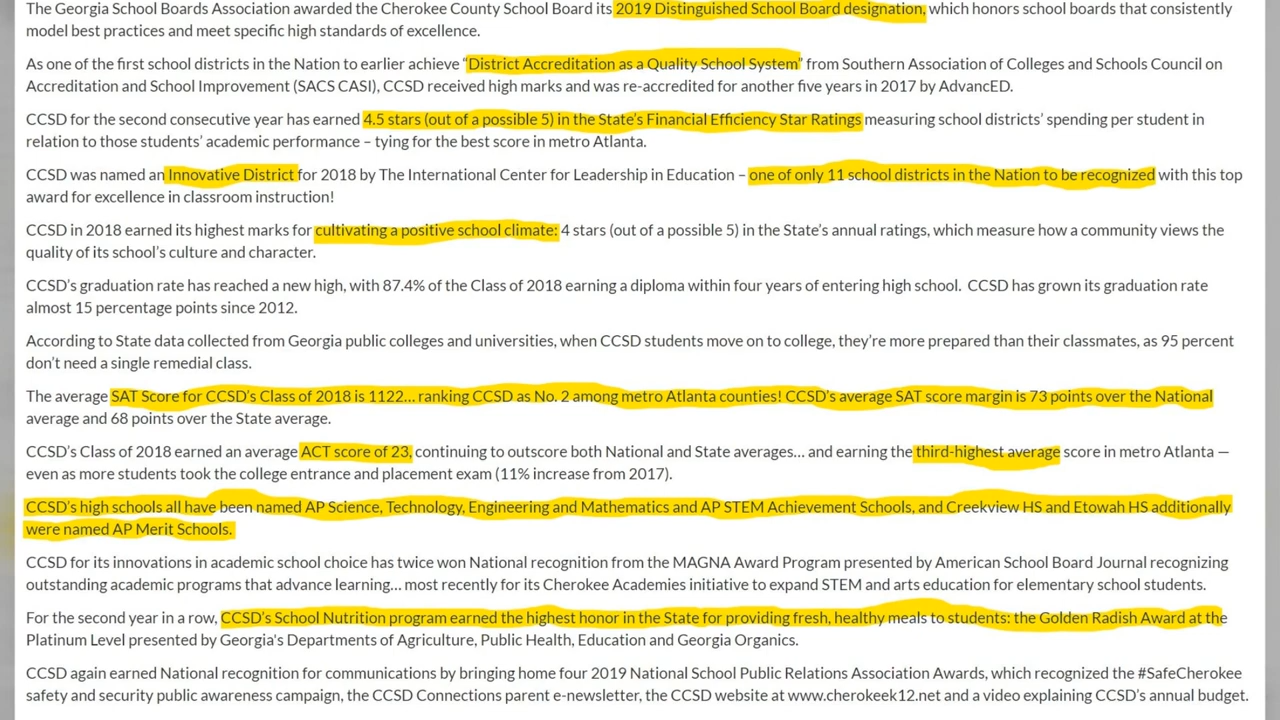 The Georgia School Boards Association awarded the Cherokee County School Board its 2019 Distinguished School Board designation, which honors school boards that consistently
model best practices and meet specific high standards of excellence.
As one of the first school districts in the Nation to earlier achieve “District Accreditation as a Quality School System” from Southern Association of Colleges and Schools Council on
Accreditation and School Improvement (SACS CASI), CCSD received high marks and was re-accredited for another five years in 2017 by AdvancED.
CCSD for the second consecutive year has earned 4.5 stars (out of a possible 5) in the State’s Financial Efficiency Star Ratings measuring school districts’ spending per student in
relation to those students’ academic performance – tying for the best score in metro Atlanta.
CCSD was named an Innovative District for 2018 by The International Center for Leadership in Education – one of only 11 school districts in the Nation to be recognized with this top
award for excellence in classroom instruction!
CCSD in 2018 earned its highest marks for cultivating a positive school climate: 4 stars (out of a possible 5) in the State’s annual ratings, which measure how a community views the
quality of its school’s culture and character.
CCSD’s graduation rate has reached a new high, with 87.4% of the Class of 2018 earning a diploma within four years of entering high school.  CCSD has grown its graduation rate
almost 15 percentage points since 2012.
According to State data collected from Georgia public colleges and universities, when CCSD students move on to college, they’re more prepared than their classmates, as 95 percent
don’t need a single remedial class.
The average SAT Score for CCSD’s Class of 2018 is 1122… ranking CCSD as No. 2 among metro Atlanta counties! CCSD’s average SAT score margin is 73 points over the National
average and 68 points over the State average.
CCSD’s Class of 2018 earned an average ACT score of 23, continuing to outscore both National and State averages… and earning the third-highest average score in metro Atlanta —
even as more students took the college entrance and placement exam (11% increase from 2017).
CCSD’s high schools all have been named AP Science, Technology, Engineering and Mathematics and AP STEM Achievement Schools, and Creekview HS and Etowah HS additionally
were named AP Merit Schools.
CCSD for its innovations in academic school choice has twice won National recognition from the MAGNA Award Program presented by American School Board Journal recognizing
outstanding academic programs that advance learning… most recently for its Cherokee Academies initiative to expand STEM and arts education for elementary school students.
For the second year in a row, CCSD’s School Nutrition program earned the highest honor in the State for providing fresh, healthy meals to students: the Golden Radish Award at the
Platinum Level presented by Georgia's Departments of Agriculture, Public Health, Education and Georgia Organics.
CCSD again earned National recognition for communications by bringing home four 2019 National School Public Relations Association Awards, which recognized the #SafeCherokee
safety and security public awareness campaign, the CCSD Connections parent e-newsletter, the CCSD website at www.cherokeek12.net and a video explaining CCSD’s annual budget.